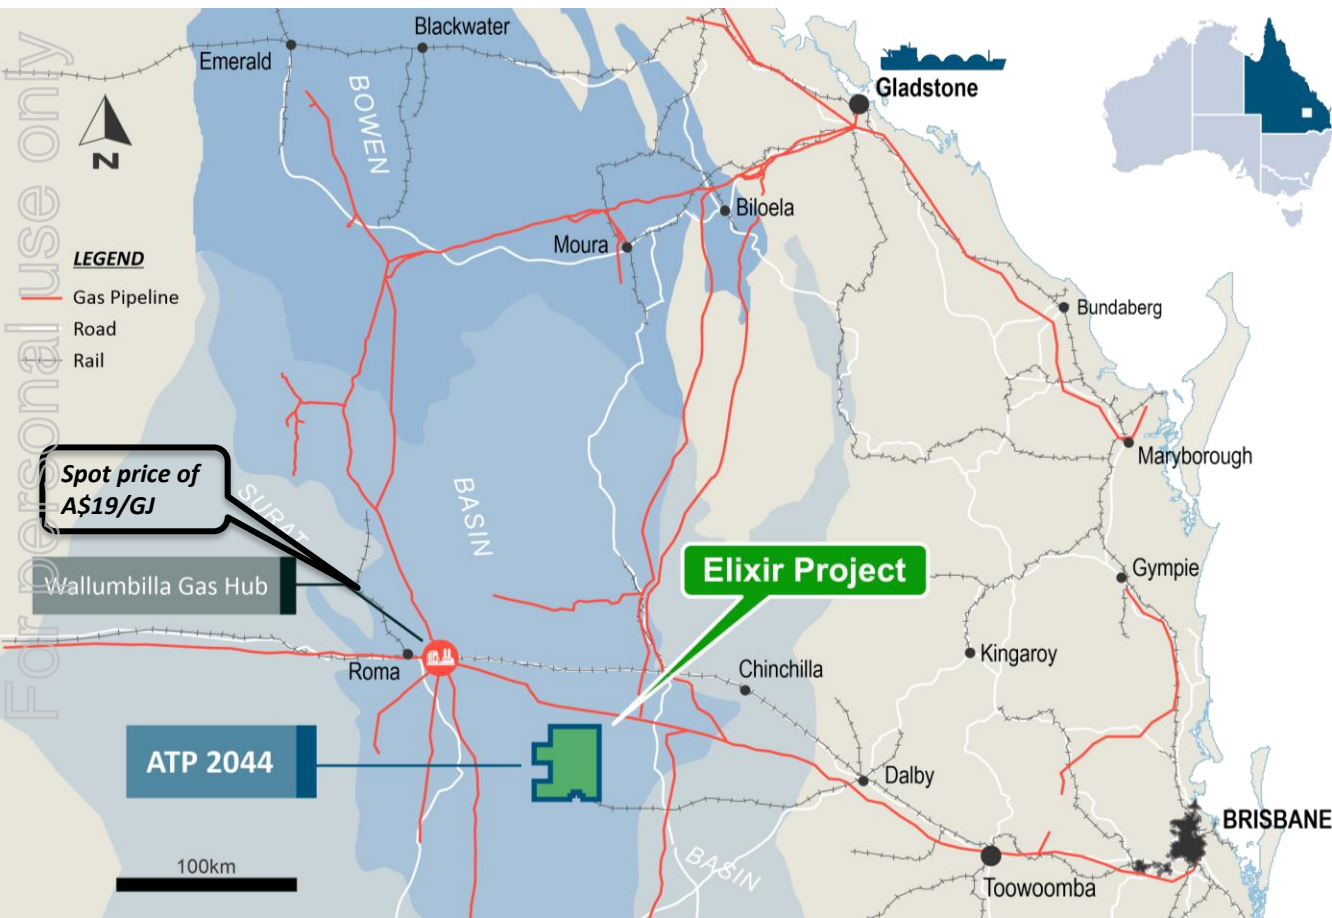 For personal use only
Emerald
Blackwater
BOWEN
Gladstone
N
Biloela
Moura
LEGEND
Gas Pipeline
Road
Rail
Bundaberg
Maryborough
Spot price of
A$19/GJ
SURAT
BASIN
Elixir Project
Wallumbilla Gas Hub
Gympie
Kingaroy
Roma
Chinchilla
ATP 2044
Dalby
BRISBANE
100km
BASIN
Toowoomba